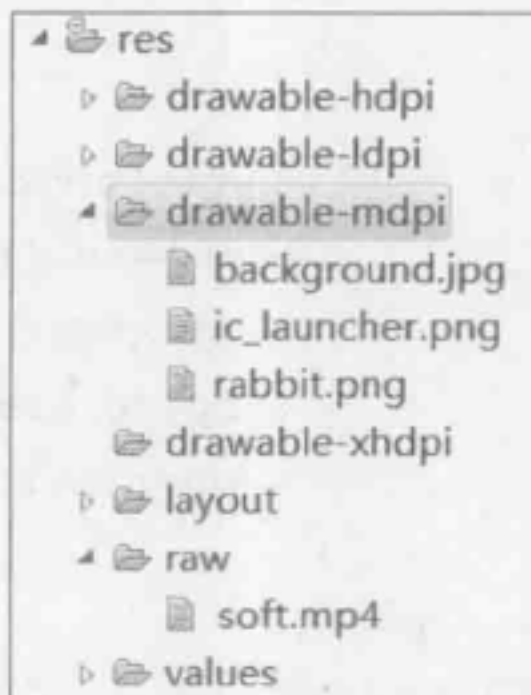 res
drawable-hdpi
drawable-ldpi
drawable-mdpi
background.jpg
ic_launcher.png
rabbit.png
drawable-xhdpi
layout
raw
soft.mp4
values